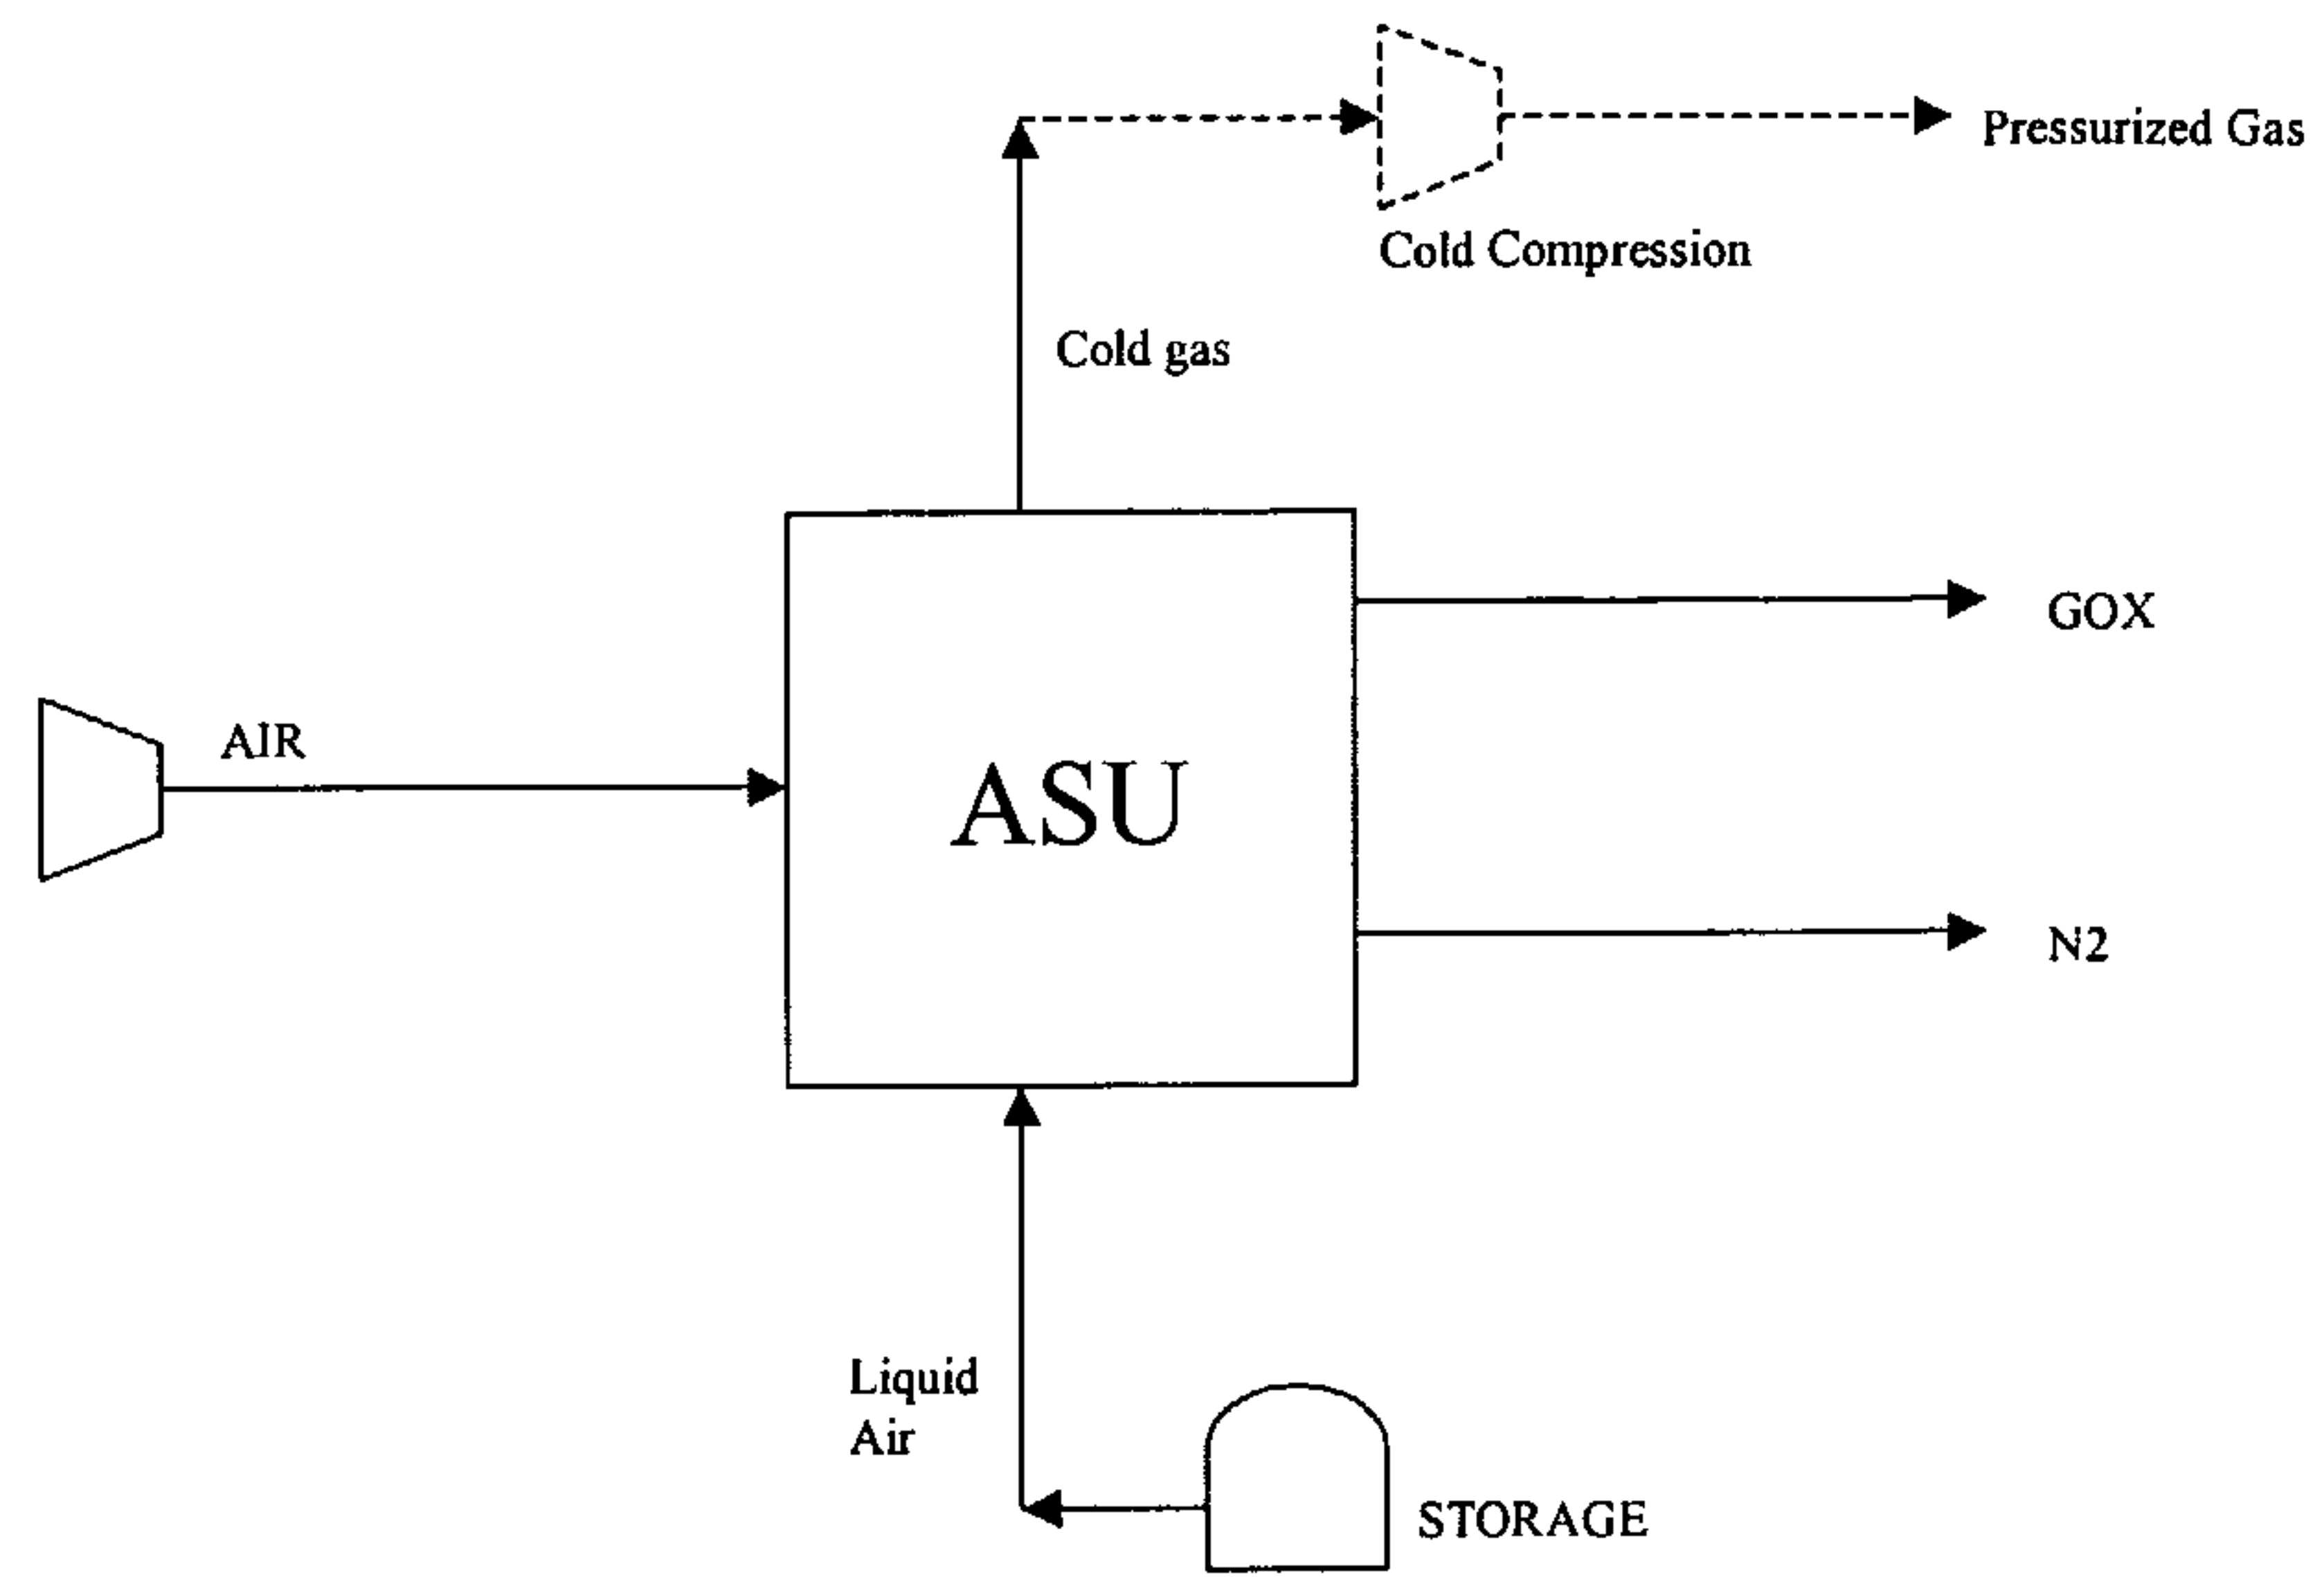 Pressurized Gas
Cold Compression
Cold gas
GOX
AIR
ASU
N2
Liquid
Air
STORAGE